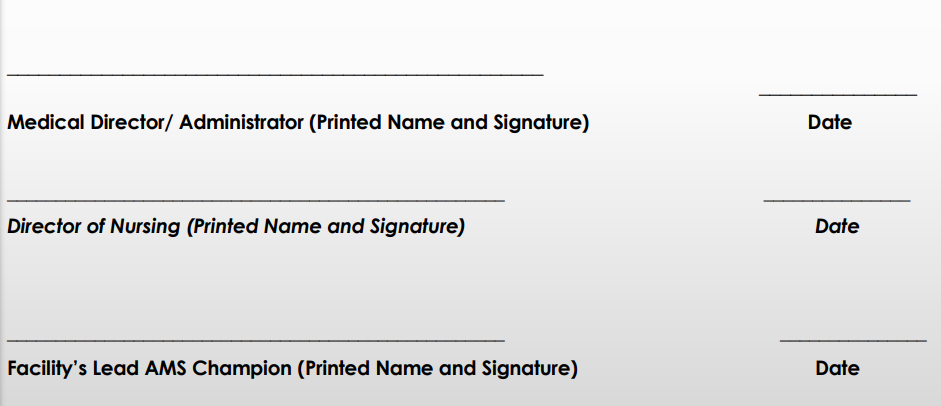 Medical Director/ Administrator (Printed Name and Signature) Date
Director of Nursing (Printed Name and Signature) Date
Facility’s Lead AMS Champion (Printed Name and Signature) Date